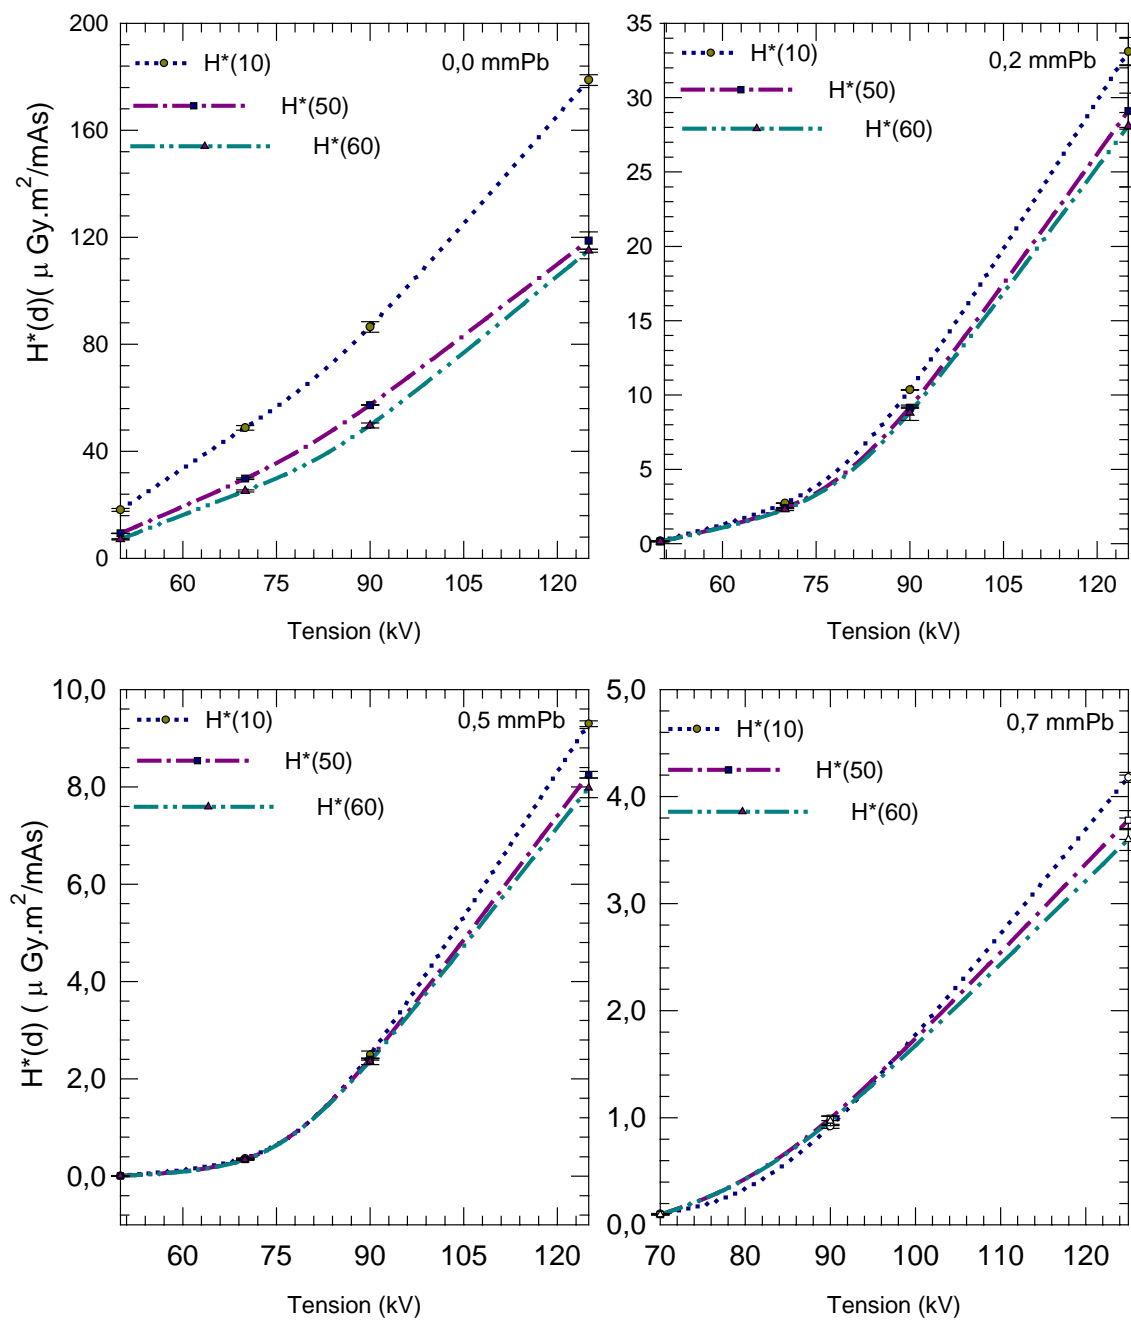 200
160
120
80
40
0
H*(10)
0,0 mmPb
H*(50)
H*(60)
H*(d)( μ Gy.m²/mAs)
60
75
90
105
120
Tension (kV)
35
30
25
20
15
10
5
0
H*(10)
0,2 mmPb
H*(50)
H*(60)
60
75
90
105
120
Tension (kV)
10,0
8,0
6,0
4,0
2,0
0,0
H*(10)
0,5 mmPb
H*(50)
H*(60)
H*(d) ( μ Gy.m²/mAs)
60
75
90
105
120
Tension (kV)
5,0
4,0
3,0
2,0
1,0
0,0
H*(10)
0,7 mmPb
H*(50)
H*(60)
70
80
90
100
110
120
Tension (kV)